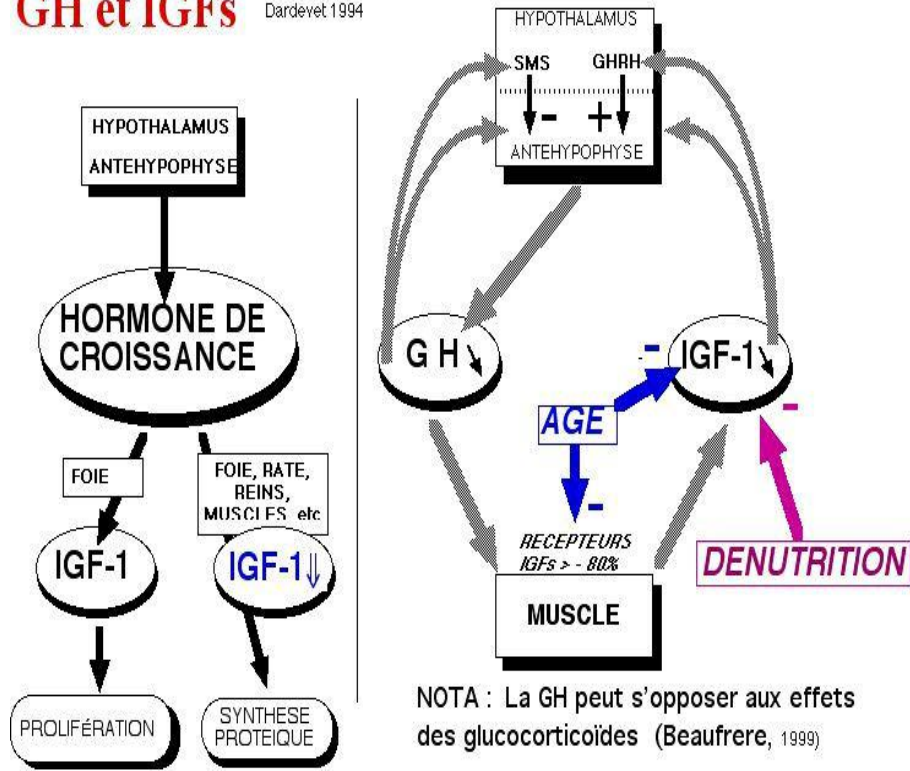 GH et IGFs Dardevet 1994
HYPOTHALAMUS
ANTEHYPOPHYSE
HORMONE DE
CROISSANCE
FOIE
FOIE, RATE,
REINS,
MUSCLES etc
IGF-1
IGF-1⇓
PROLIFÉRATION
SYNTHESE
PROTEIQUE
HYPOTHALAMUS
SMS GHRH
- +
ANTEHYPOPHYSE
G H ↘
- IGF-1 ↘
AGE
-
-
RECEPTEURS
IGFs > - 80%
MUSCLE
DENUTRITION
NOTA : La GH peut s'opposer aux effets
des glucocorticoïdes (Beaufrere, 1999)